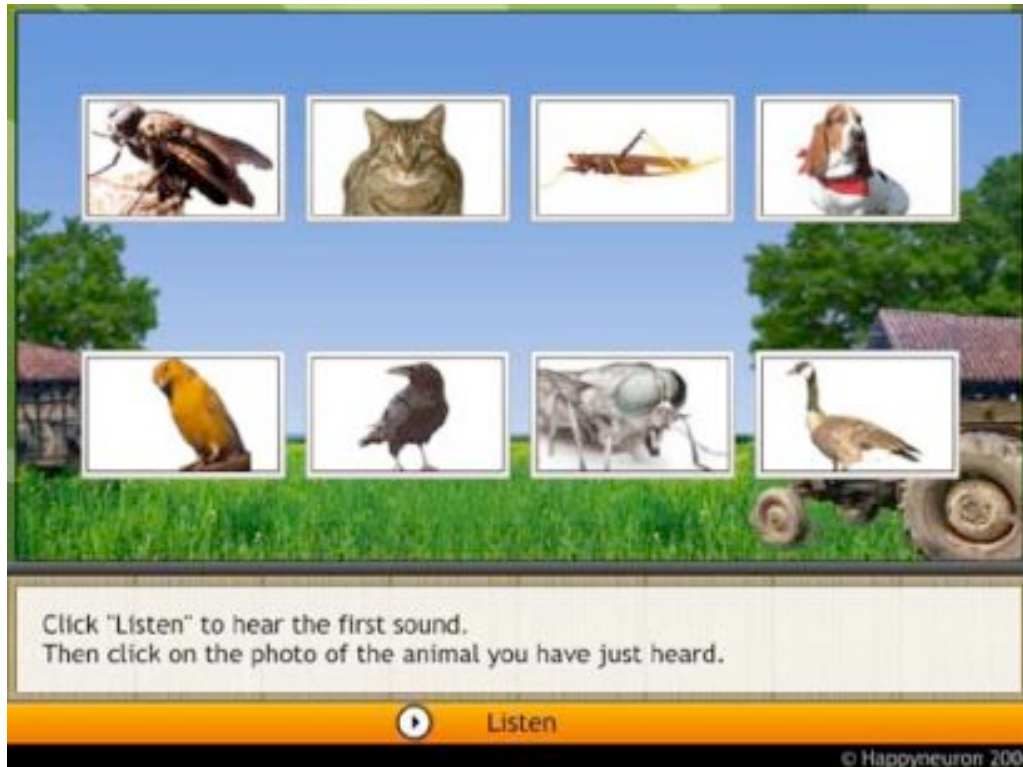 Click "Listen" to hear the first sound.
Then click on the photo of the animal you have just heard.
Listen
© Happyneuron 200